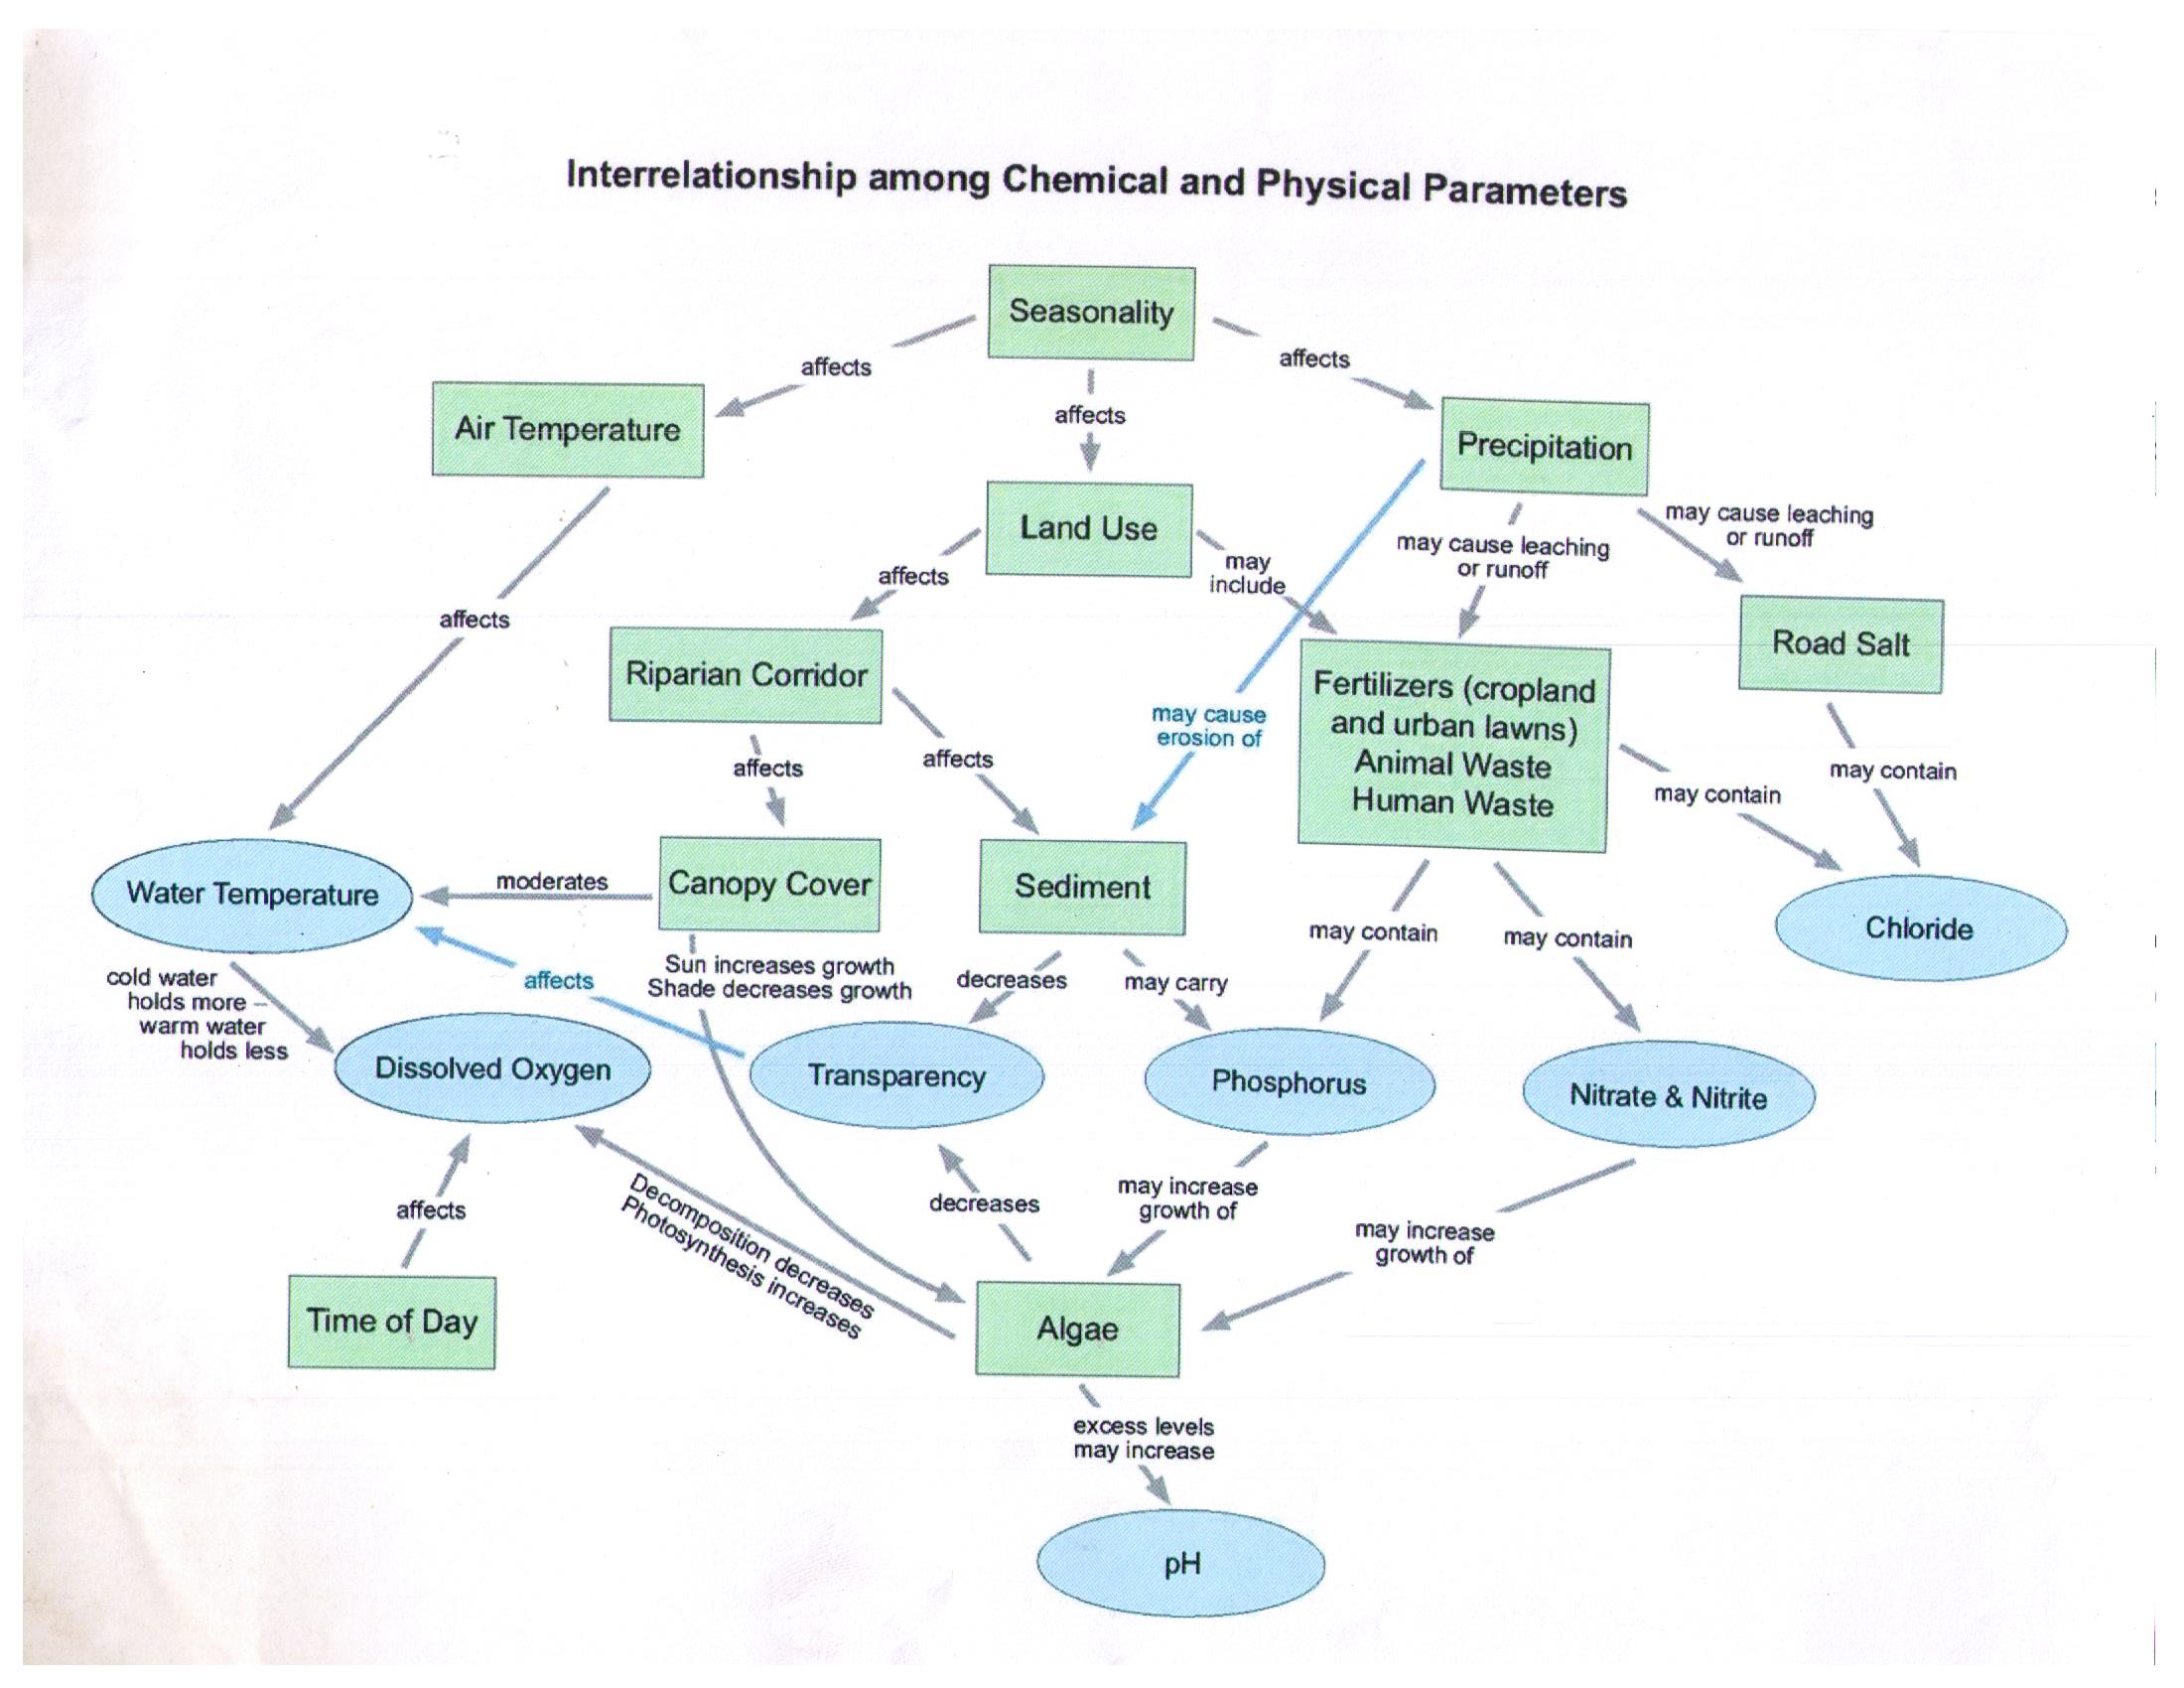 Interrelationship among Chemical and Physical Parameters
Seasonality
affects
affects
affects
Air Temperature
Precipitation
Land Use
may cause leaching
or runoff
may cause leaching
or runoff
affects
may
include
affects
Riparian Corridor
Road Salt
Fertilizers (cropland
and urban lawns)
Animal Waste
Human Waste
may cause
erosion of
affects
affects
may contain
may contain
Water Temperature
moderates
Canopy Cover
Sediment
Chloride
may contain
may contain
cold water
holds more –
warm water
holds less
affects
Sun increases growth
Shade decreases growth
decreases
may carry
Dissolved Oxygen
Transparency
Phosphorus
Nitrate & Nitrite
affects
Decomposition decreases
Photosynthesis increases
decreases
may increase
growth of
may increase
growth of
Time of Day
Algae
excess levels
may increase
pH